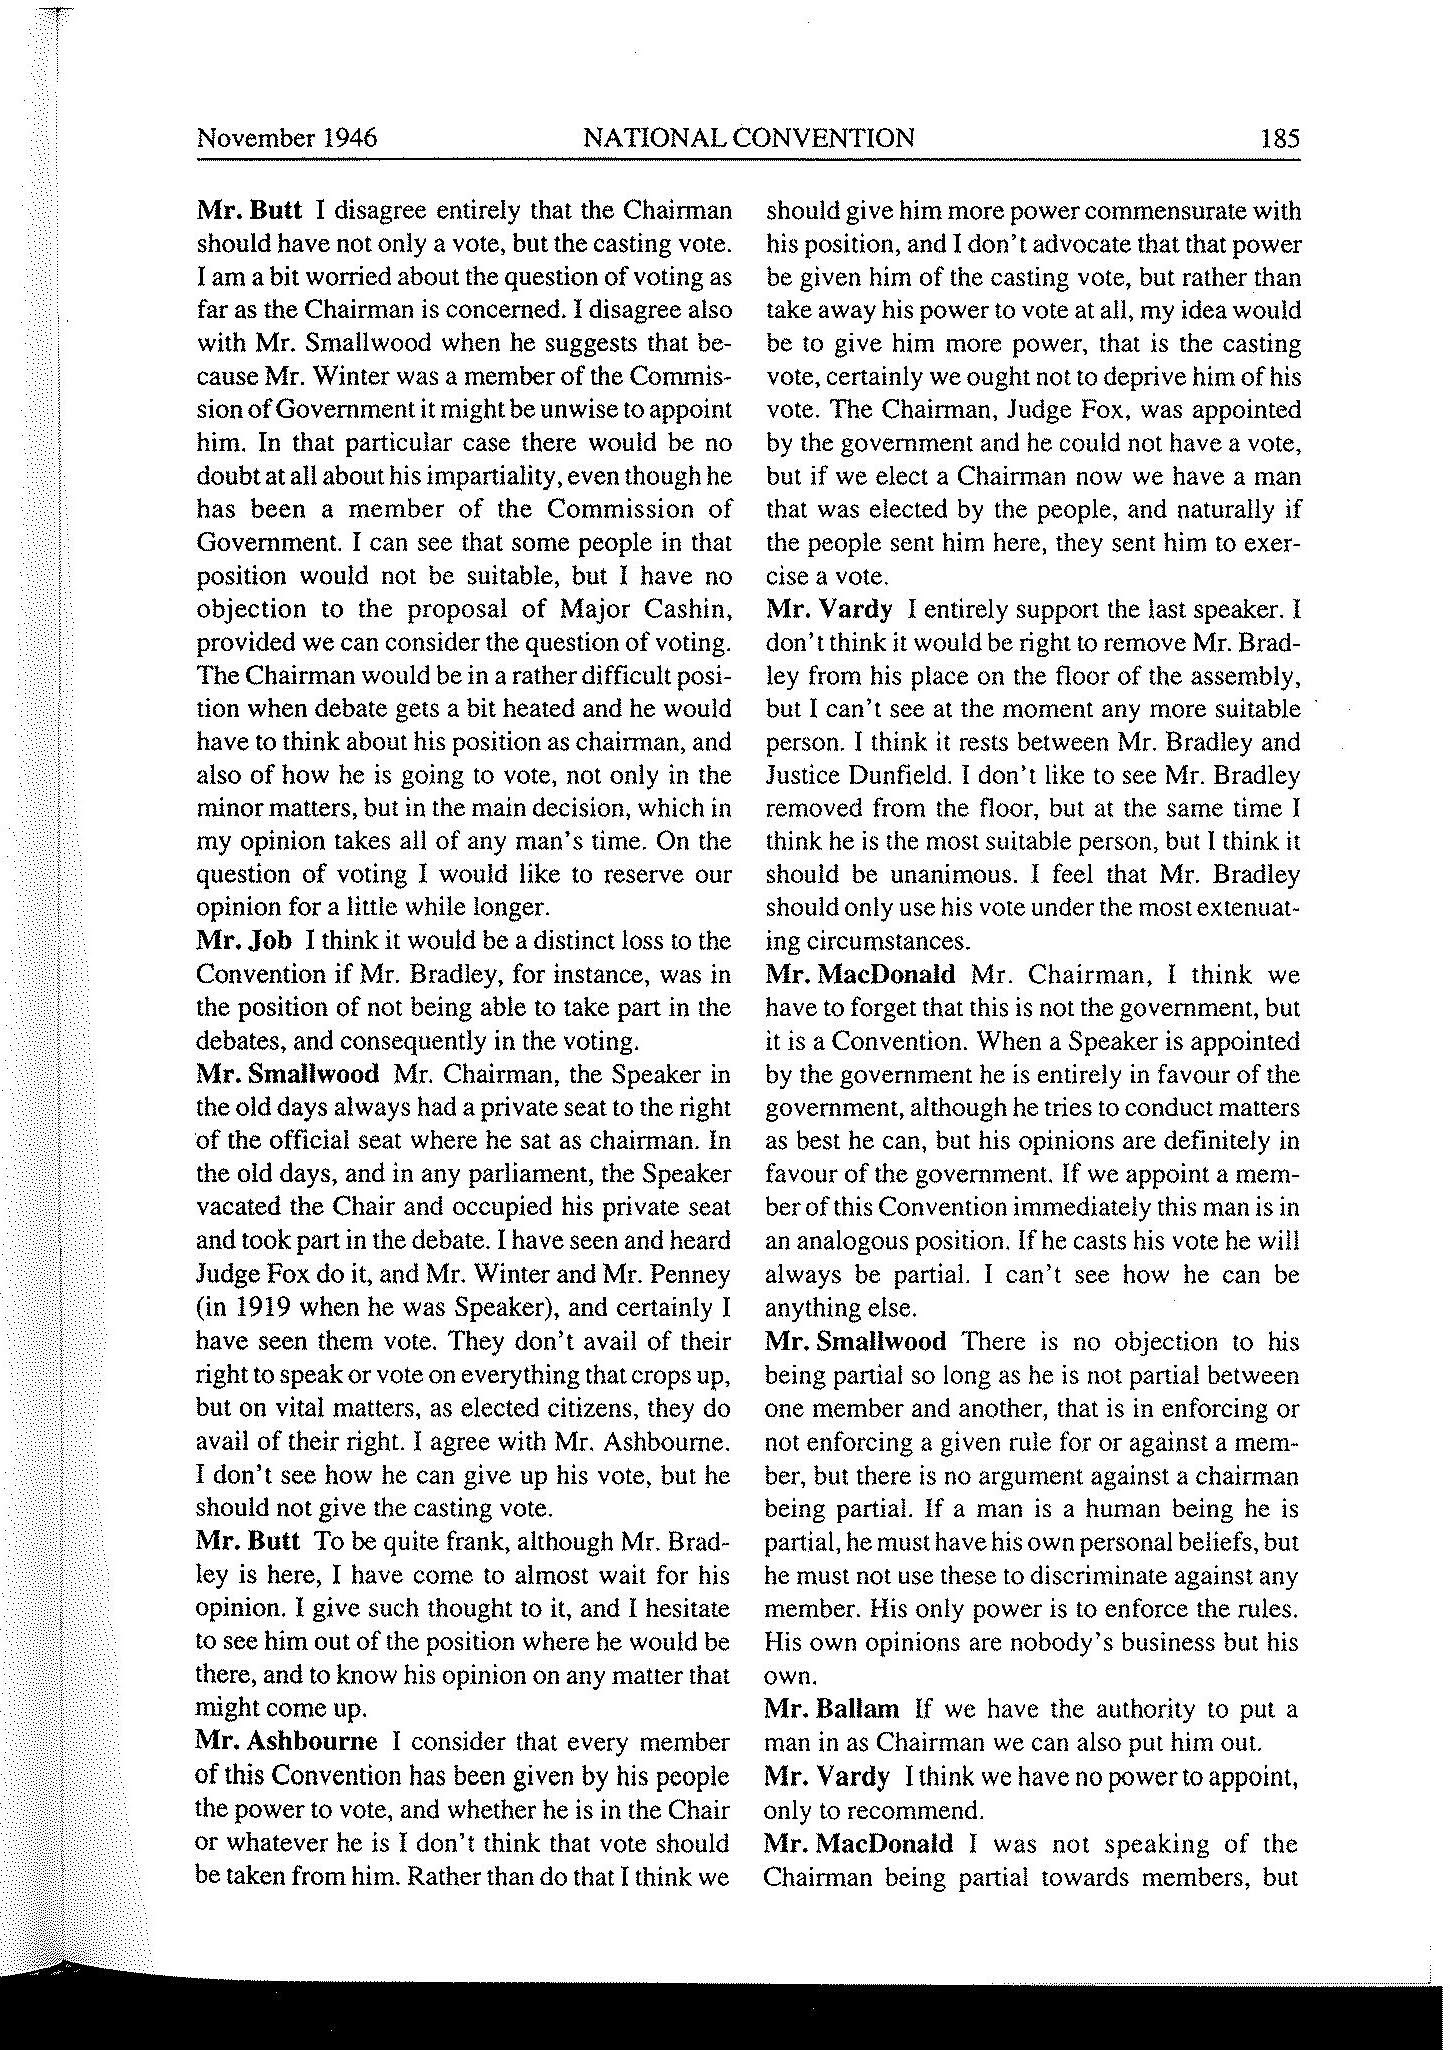 November 1946 NATIONAL CONVENTION 185
Mr. Butt I disagree entirely that the Chairman
should have not only a vote, but the casting vote.
I am a bit worried about the question of voting as
far as the Chairman is concerned. I disagree also
with Mr. Smallwood when he suggests that be-
cause Mr. Winter was a member of the Commis-
sion of Government it might be unwise to appoint
him. In that particular case there would be no
doubt at all about his impartiality, even though he
has been a member of the Commission of
Government. I can see that some people in that
position would not be suitable, but I have no
objection to the proposal of Major Cashin,
provided we can consider the question of voting.
The Chairman would be in a rather difficult posi-
tion when debate gets a bit heated and he would
have to think about his position as chairman, and
also of how he is going to vote, not only in the
minor matters, but in the main decision, which in
my opinion takes all of any man's time. On the
question of voting I would like to reserve our
opinion for a little while longer.
Mr. Job I think it would be a distinct loss to the
Convention if Mr. Bradley, for instance, was in
the position of not being able to take part in the
debates, and consequently in the voting.
Mr. Smallwood Mr. Chairman, the Speaker in
the old days always had a private seat to the right
of the official seat where he sat as chairman. In
the old days, and in any parliament, the Speaker
vacated the Chair and occupied his private seat
and took part in the debate. I have seen and heard
Judge Fox do it, and Mr. Winter and Mr. Penney
(in 1919 when he was Speaker), and certainly I
have seen them vote. They don't avail of their
right to speak or vote on everything that crops up,
but on vital matters, as elected citizens, they do
avail of their right. I agree with Mr. Ashbourne.
I don't see how he can give up his vote, but he
should not give the casting vote.
Mr. Butt To be quite frank, although Mr. Brad-
ley is here, I have come to almost wait for his
opinion. I give such thought to it, and I hesitate
to see him out of the position where he would be
there, and to know his opinion on any matter that
might come up.
Mr. Ashbourne I consider that every member
of this Convention has been given by his people
the power to vote, and whether he is in the Chair
or whatever he is I don't think that vote should
be taken from him. Rather than do that I think we
should give him more power commensurate with
his position, and I don't advocate that that power
be given him of the casting vote, but rather than
take away his power to vote at all, my idea would
be to give him more power, that is the casting
vote, certainly we ought not to deprive him of his
vote. The Chairman, Judge Fox, was appointed
by the government and he could not have a vote,
but if we elect a Chairman now we have a man
that was elected by the people, and naturally if
the people sent him here, they sent him to exer-
cise a vote.
Mr. Vardy I entirely support the last speaker. I
don't think it would be right to remove Mr. Brad-
ley from his place on the floor of the assembly,
but I can't see at the moment any more suitable
person. I think it rests between Mr. Bradley and
Justice Dunfield. I don't like to see Mr. Bradley
removed from the floor, but at the same time I
think he is the most suitable person, but I think it
should be unanimous. I feel that Mr. Bradley
should only use his vote under the most extenuat-
ing circumstances.
Mr. MacDonald Mr. Chairman, I think we
have to forget that this is not the government, but
it is a Convention. When a Speaker is appointed
by the government he is entirely in favour of the
government, although he tries to conduct matters
as best he can, but his opinions are definitely in
favour of the government. If we appoint a mem-
ber of this Convention immediately this man is in
an analogous position. If he casts his vote he will
always be partial. I can't see how he can be
anything else.
Mr. Smallwood There is no objection to his
being partial so long as he is not partial between
one member and another, that is in enforcing or
not enforcing a given rule for or against a mem-
ber, but there is no argument against a chairman
being partial. If a man is a human being he is
partial, he must have his own personal beliefs, but
he must not use these to discriminate against any
member. His only power is to enforce the rules.
His own opinions are nobody's business but his
own.
Mr. Ballam If we have the authority to put a
man in as Chairman we can also put him out.
Mr. Vardy I think we have no power to appoint,
only to recommend.
Mr. MacDonald I was not speaking of the
Chairman being partial towards members, but